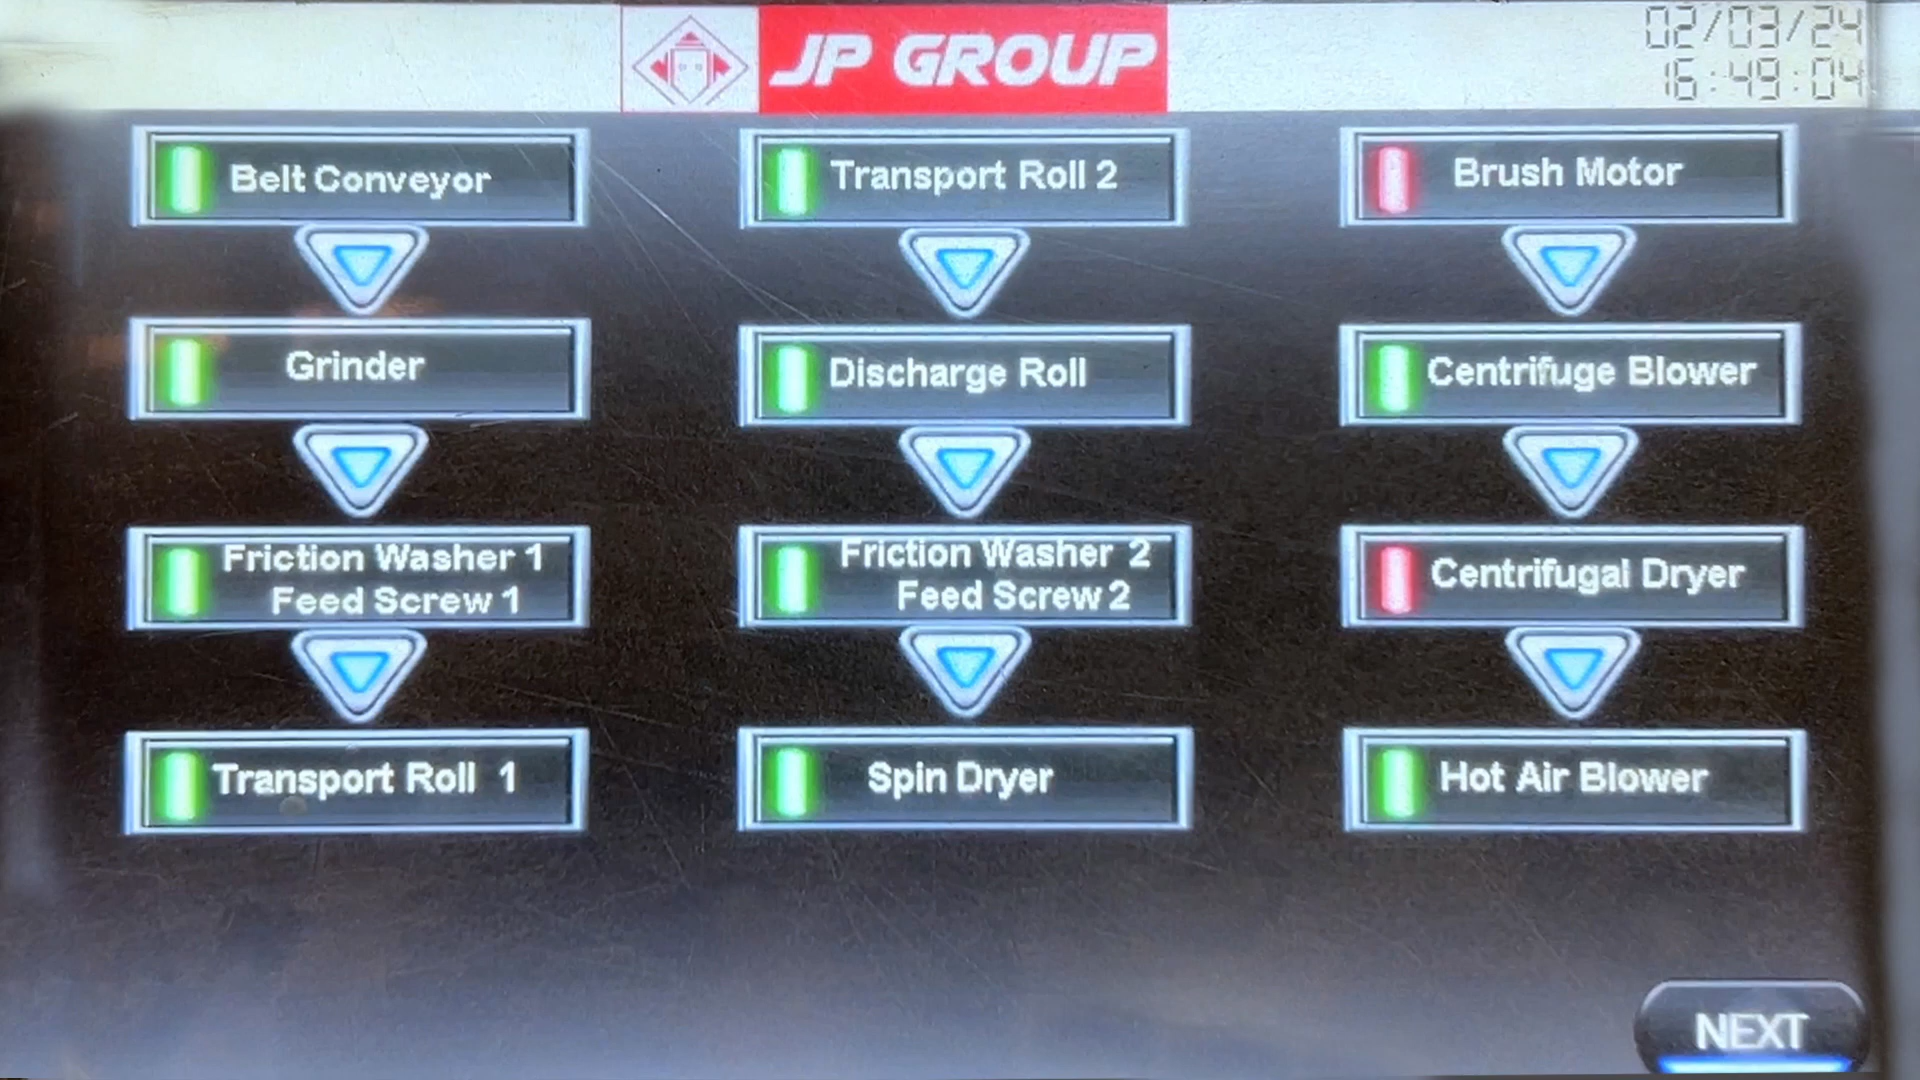 JP GROUP
02/03/24
16:49:04
Belt Conveyor
Grinder
Friction Washer 1
Feed Screw 1
Transport Roll 1
Transport Roll 2
Discharge Roll
Friction Washer 2
Feed Screw 2
Spin Dryer
Brush Motor
Centrifuge Blower
Centrifugal Dryer
Hot Air Blower
NEXT